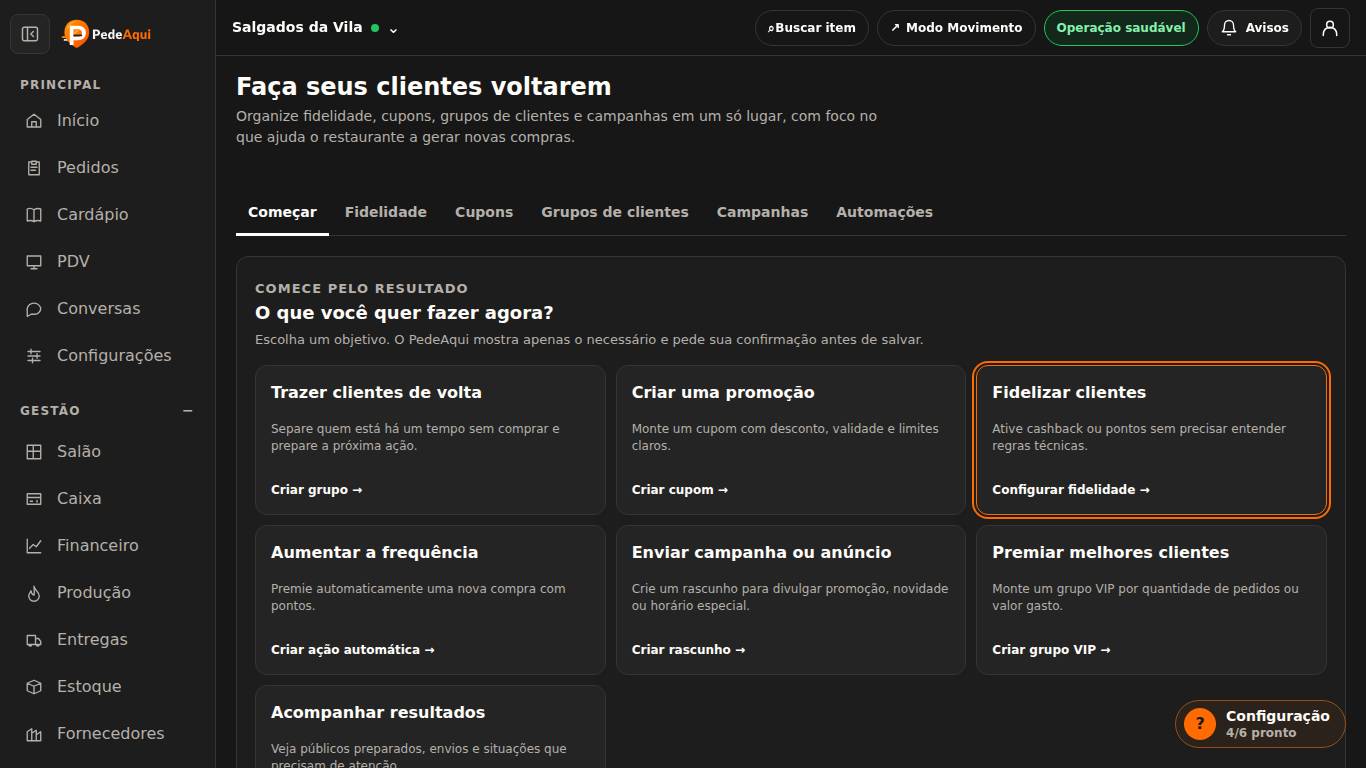 PedeAqui
PRINCIPAL
Início
Pedidos
Cardápio
PDV
Conversas
Configurações
GESTÃO
Salão
Caixa
Financeiro
Produção
Entregas
Estoque
Fornecedores
Salgados da Vila
Buscar item
Modo Movimento
Operação saudável
Avisos
Faça seus clientes voltarem
Organize fidelidade, cupons, grupos de clientes e campanhas em um só lugar, com foco no
que ajuda o restaurante a gerar novas compras.
Começar
Fidelidade
Cupons
Grupos de clientes
Campanhas
Automações
COMECE PELO RESULTADO
O que você quer fazer agora?
Escolha um objetivo. O PedeAqui mostra apenas o necessário e pede sua confirmação antes de salvar.
Trazer clientes de volta
Separe quem está há um tempo sem comprar e
prepare a próxima ação.
Criar grupo →
Criar uma promoção
Monte um cupom com desconto, validade e limites
claros.
Criar cupom →
Fidelizar clientes
Ative cashback ou pontos sem precisar entender
regras técnicas.
Configurar fidelidade →
Aumentar a frequência
Premie automaticamente uma nova compra com
pontos.
Criar ação automática →
Enviar campanha ou anúncio
Crie um rascunho para divulgar promoção, novidade
ou horário especial.
Criar rascunho →
Premiar melhores clientes
Monte um grupo VIP por quantidade de pedidos ou
valor gasto.
Criar grupo VIP →
Acompanhar resultados
Veja públicos preparados, envios e situações que
precisam de atenção.
?
Configuração
4/6 pronto